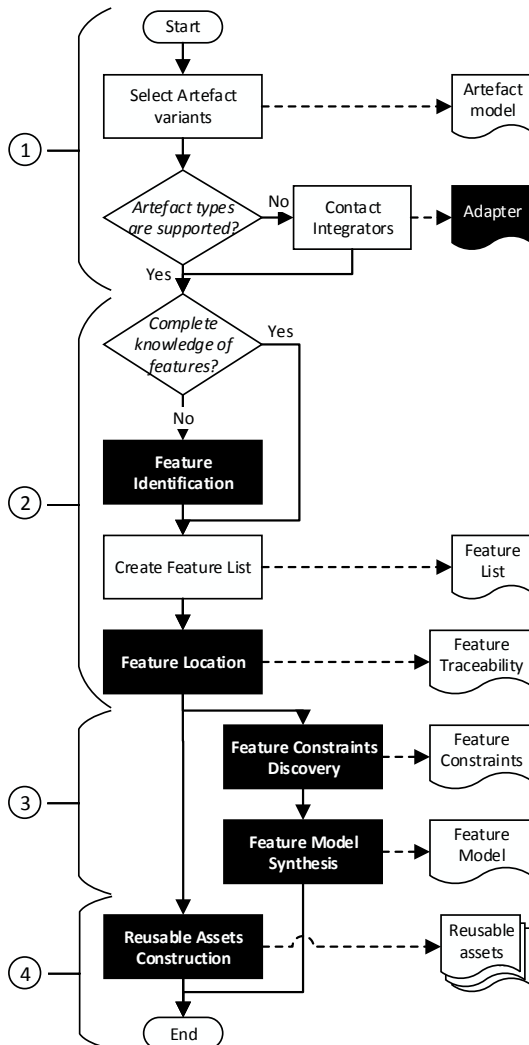 Start
Select Artefact
variants
Artefact
model
1
Artefact types
are supported?
No
Contact
Integrators
Adapter
Yes
Complete
knowledge of
features?
Yes
No
Feature
Identification
2
Create Feature List
Feature
List
Feature Location
Feature
Traceability
Feature Constraints
Discovery
Feature
Constraints
3
Feature Model
Synthesis
Feature
Model
Reusable Assets
Construction
Reusable
assets
4
End